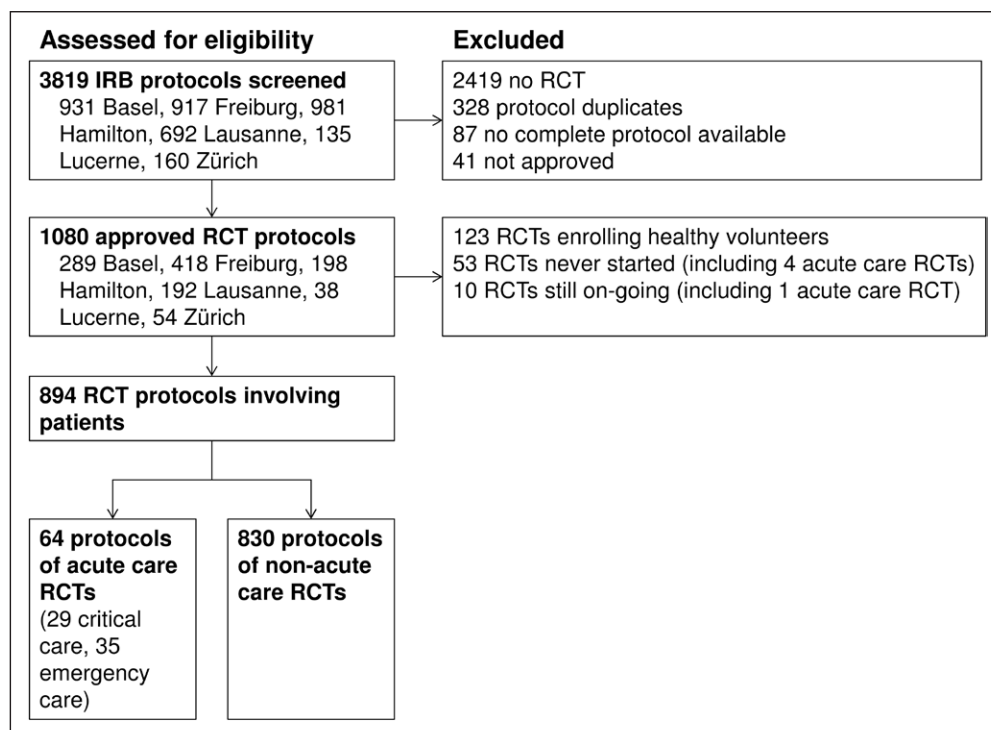 Assessed for eligibility
Excluded
3819 IRB protocols screened
931 Basel, 917 Freiburg, 981
Hamilton, 692 Lausanne, 135
Lucerne, 160 Zürich
2419 no RCT
328 protocol duplicates
87 no complete protocol available
41 not approved
1080 approved RCT protocols
289 Basel, 418 Freiburg, 198
Hamilton, 192 Lausanne, 38
Lucerne, 54 Zürich
123 RCTs enrolling healthy volunteers
53 RCTs never started (including 4 acute care RCTs)
10 RCTs still on-going (including 1 acute care RCT)
894 RCT protocols involving
patients
64 protocols
of acute care
RCTs
(29 critical
care, 35
emergency
care)
830 protocols
of non-acute
care RCTs